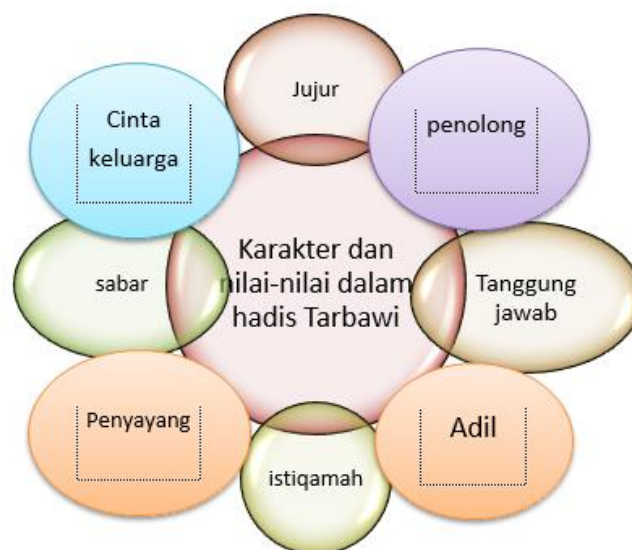 Jujur
Cinta
keluarga
penolong
Karakter dan
nilai-nilai dalam
hadis Tarbawi
sabar
Tanggung
jawab
Penyayang
Adil
istiqamah